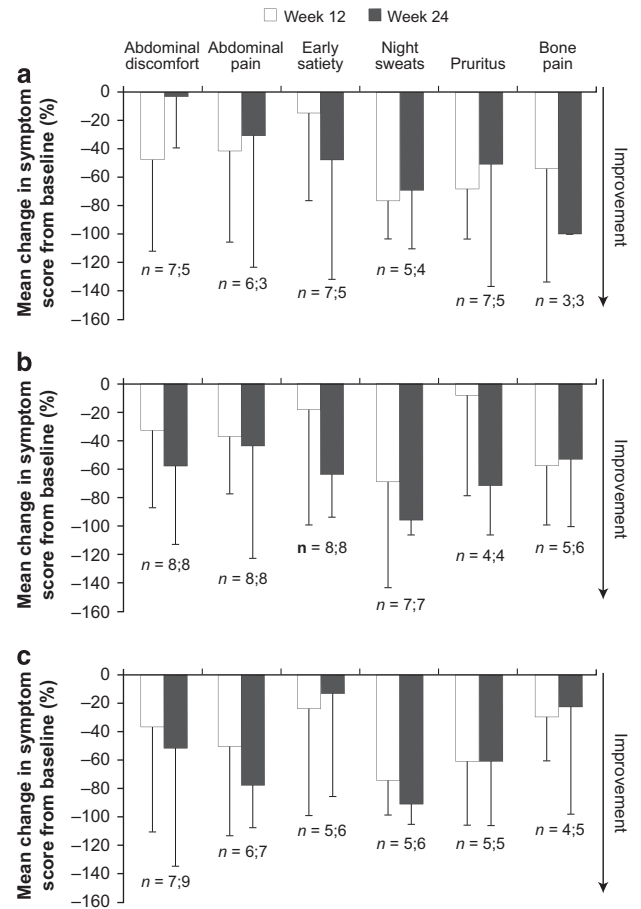 Week 12 Week 24
Abdominal discomfort Abdominal pain Early satiety Night sweats Pruritus Bone pain
a
Mean change in symptom score from baseline (%)
0
–20
–40
–60
–80
–100
–120
–140
–160
n = 7;5 n = 6;3 n = 7;5 n = 5;4 n = 7;5 n = 3;3
Improvement
b
Mean change in symptom score from baseline (%)
0
–20
–40
–60
–80
–100
–120
–140
–160
n = 8;8 n = 8;8 n = 8;8 n = 7;7 n = 4;4 n = 5;6
Improvement
c
Mean change in symptom score from baseline (%)
0
–20
–40
–60
–80
–100
–120
–140
–160
n = 7;9 n = 6;7 n = 5;6 n = 5;6 n = 5;5 n = 4;5
Improvement